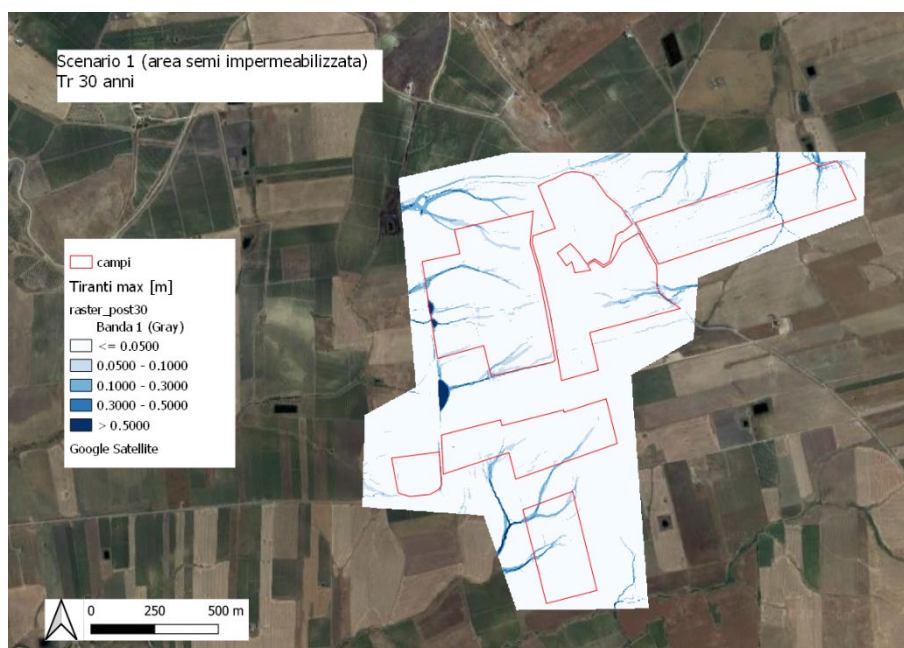 Scenario 1 (area semi impermeabilizzata)
Tr 30 anni
campi
Tiranti max [m]
raster_post30
Banda 1 (Gray)
<= 0.0500
0.0500 - 0.1000
0.1000 - 0.3000
0.3000 - 0.5000
> 0.5000
Google Satellite
0 250 500 m